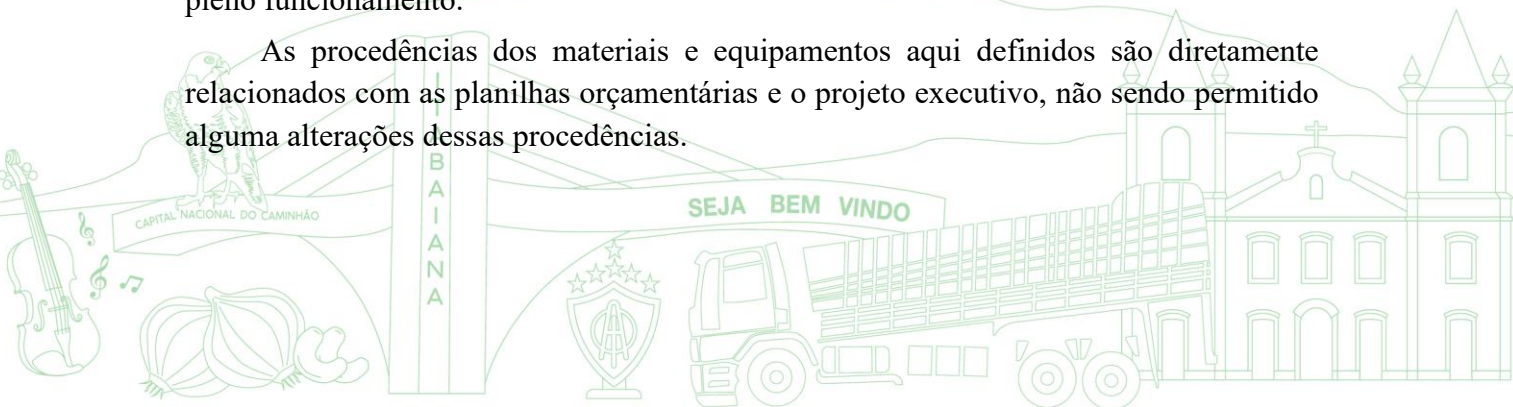 pleno funcionamento.
As procedências dos materiais e equipamentos aqui definidos são diretamente
relacionados com as planilhas orçamentárias e o projeto executivo, não sendo permitido
alguma alterações dessas procedências.
CAPITAL NACIONAL DO CAMINHÃO
BAIANA
SEJA BEM VINDO